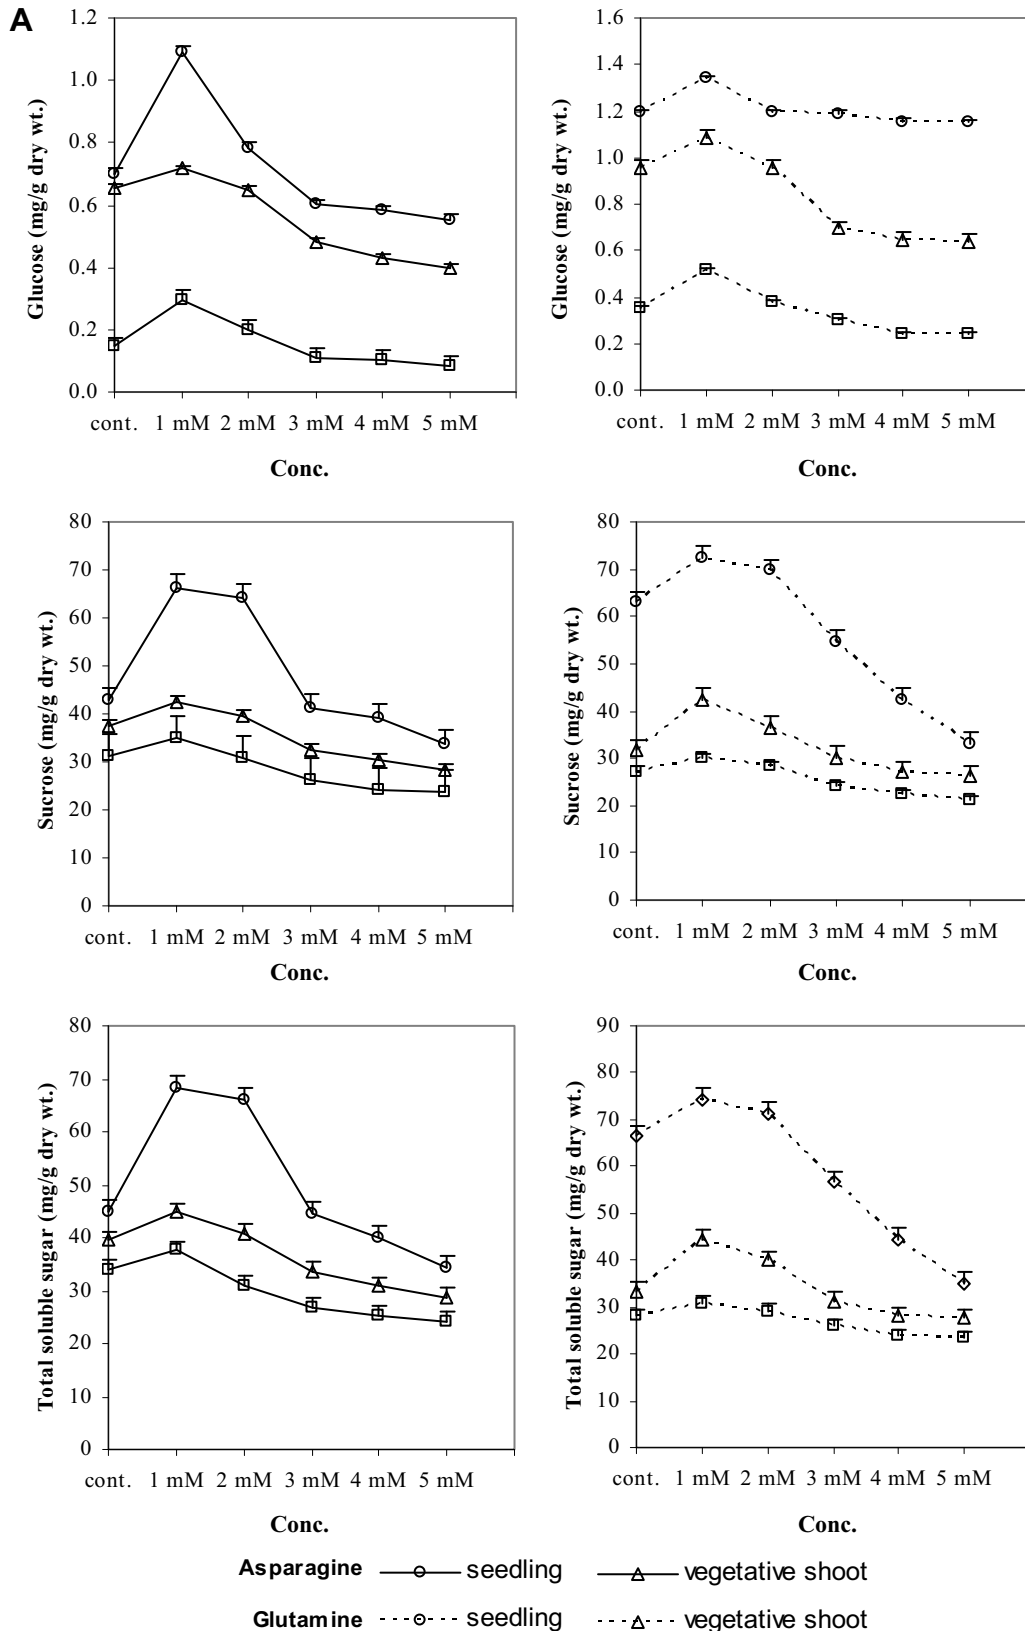 A
1.2
1.0
0.8
0.6
0.4
0.2
0.0
Glucose (mg/g dry wt.)
cont. 1 mM 2 mM 3 mM 4 mM 5 mM
Conc.
1.6
1.4
1.2
1.0
0.8
0.6
0.4
0.2
0.0
Glucose (mg/g dry wt.)
cont. 1 mM 2 mM 3 mM 4 mM 5 mM
Conc.
80
70
60
50
40
30
20
10
0
Sucrose (mg/g dry wt.)
cont. 1 mM 2 mM 3 mM 4 mM 5 mM
Conc.
80
70
60
50
40
30
20
10
0
Sucrose (mg/g dry wt.)
cont. 1 mM 2 mM 3 mM 4 mM 5 mM
Conc.
80
70
60
50
40
30
20
10
0
Total soluble sugar (mg/g dry wt.)
cont. 1 mM 2 mM 3 mM 4 mM 5 mM
Conc.
90
80
70
60
50
40
30
20
10
0
Total soluble sugar (mg/g dry wt.)
cont. 1 mM 2 mM 3 mM 4 mM 5 mM
Conc.
Asparagine seedling vegetative shoot
Glutamine seedling vegetative shoot